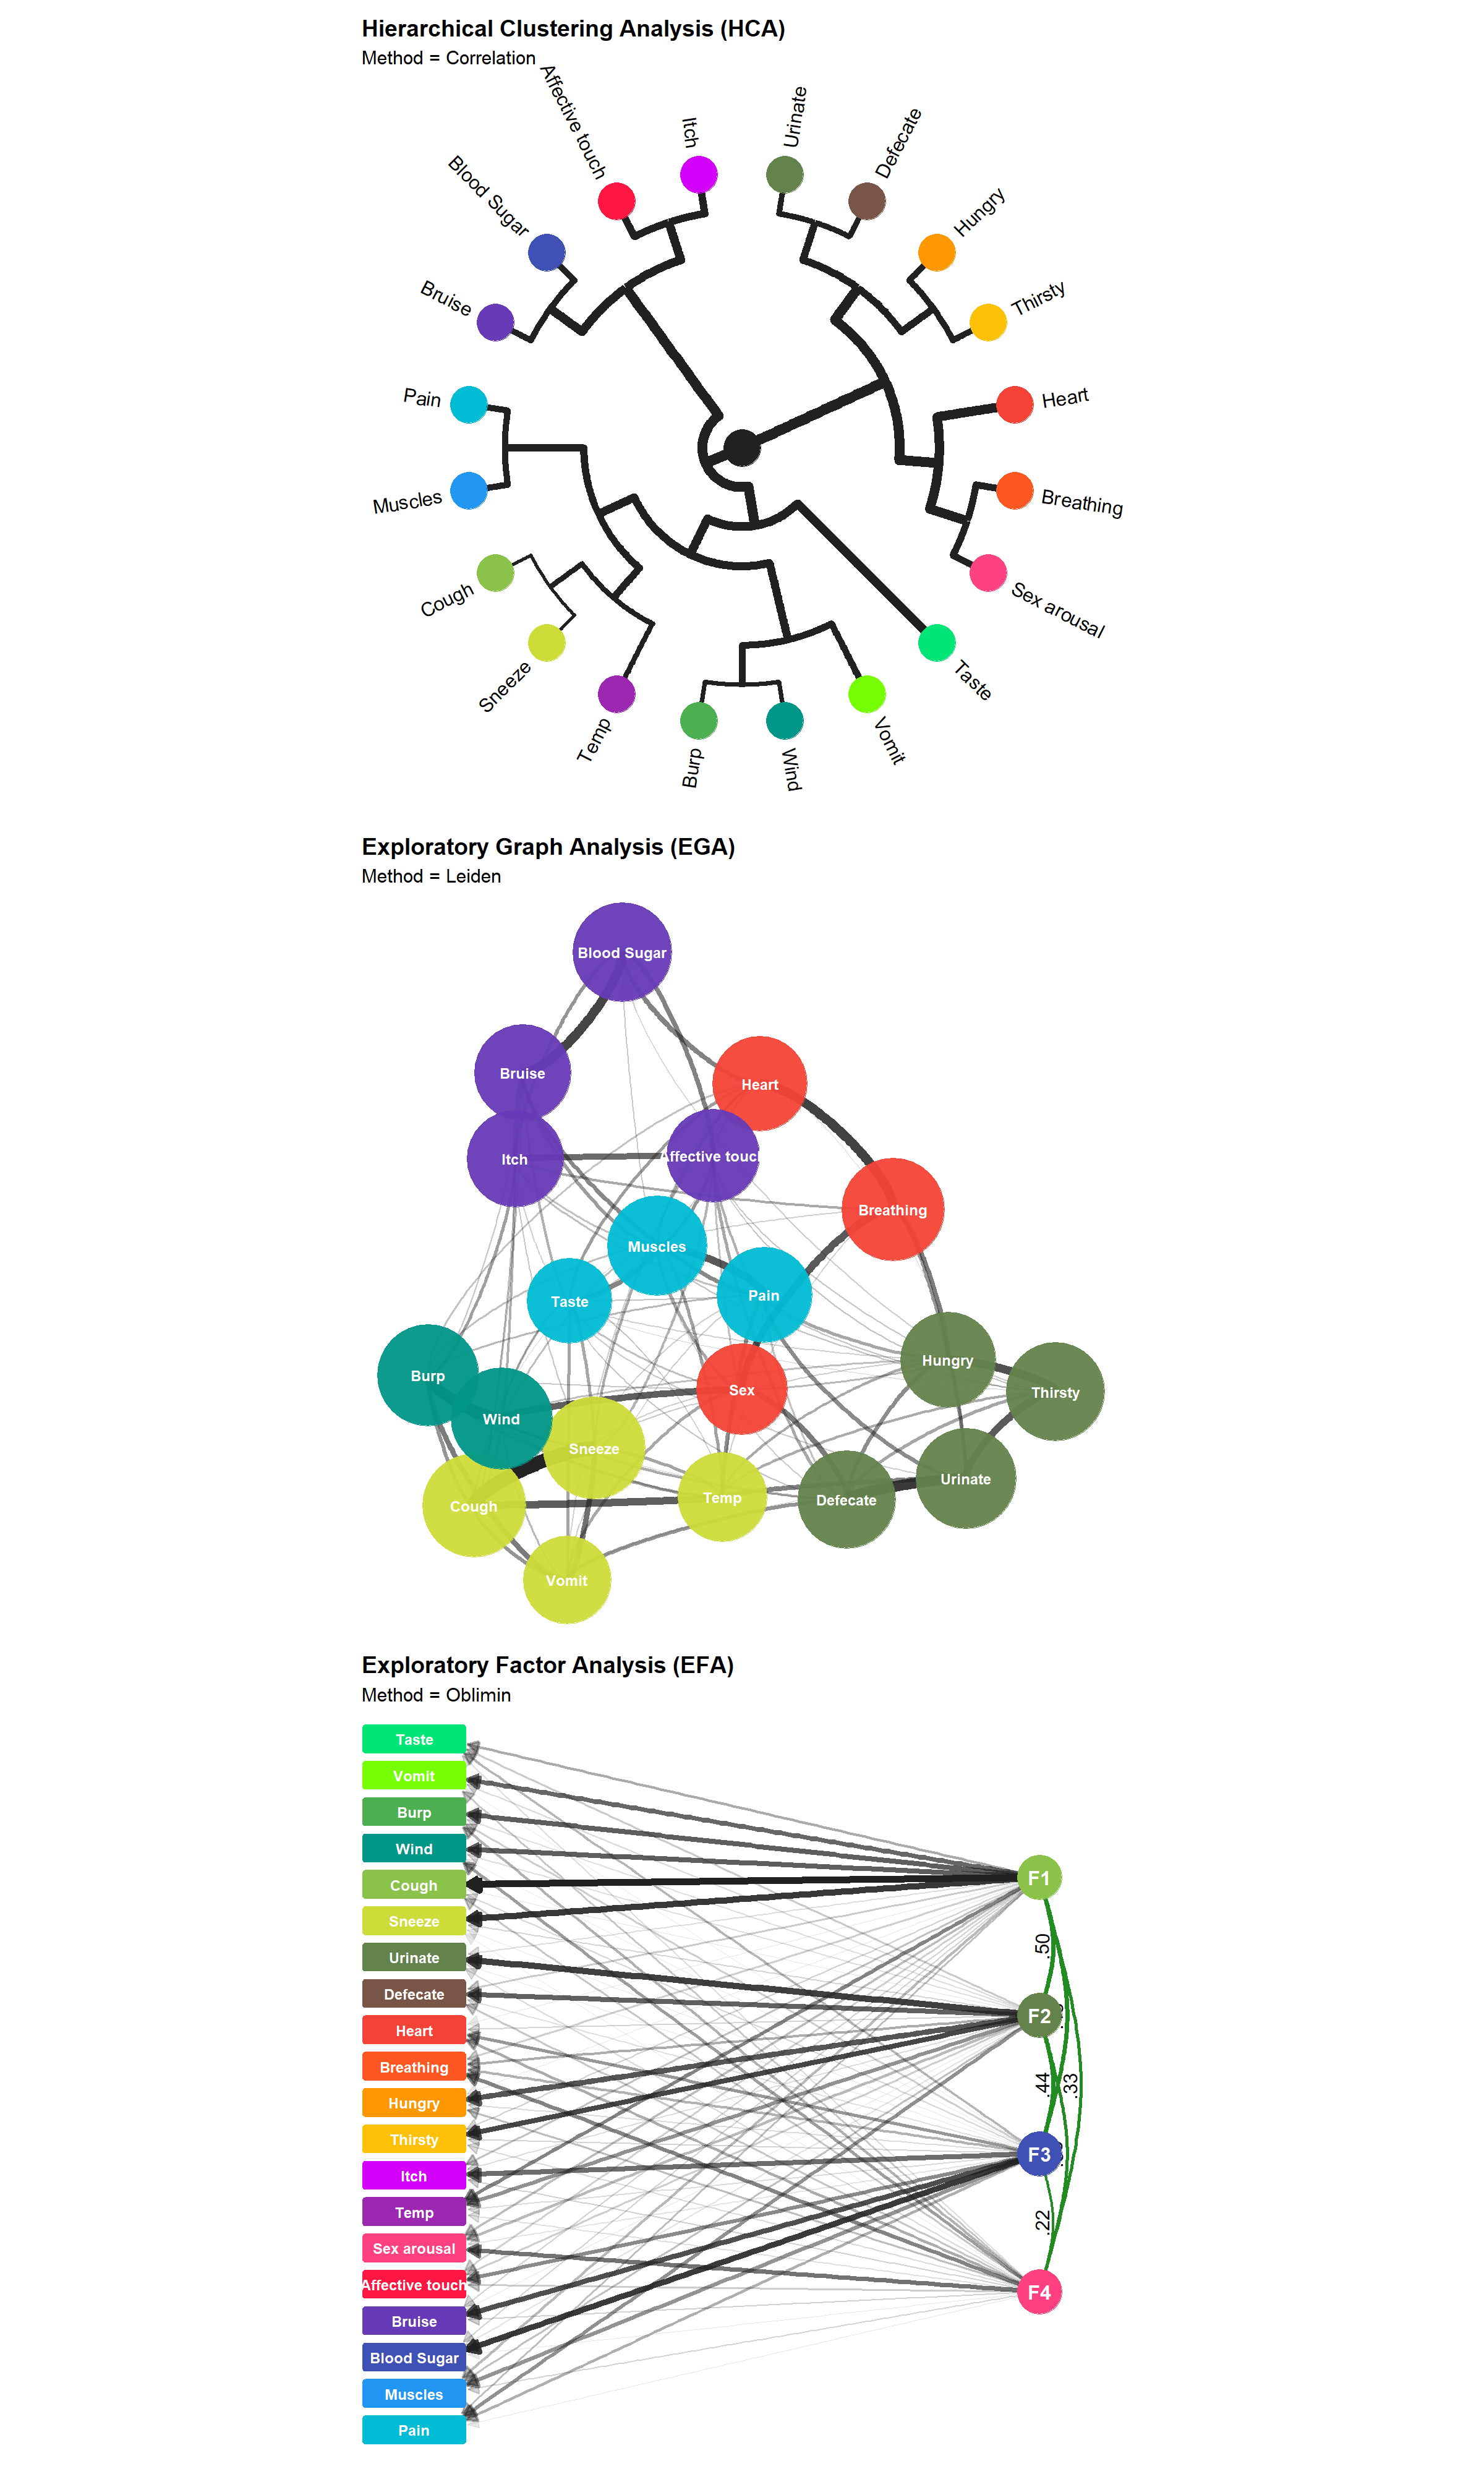 Hierarchical Clustering Analysis (HCA)
Method = Correlation
Affective touch
Itch
Urinate
Defecate
Blood Sugar
Hungry
Bruise
Thirsty
Pain
Heart
Muscles
Breathing
Cough
Sex arousal
Sneeze
Taste
Temp
Burp
Wind
Vomit
Exploratory Graph Analysis (EGA)
Method = Leiden
Blood Sugar
Bruise
Heart
Itch
Affective touch
Breathing
Muscles
Taste
Pain
Hungry
Burp
Sex
Thirsty
Wind
Sneeze
Urinate
Cough
Temp
Defecate
Vomit
Exploratory Factor Analysis (EFA)
Method = Oblimin
Taste
Vomit
Burp
Wind
Cough
Sneeze
Urinate
Defecate
Heart
Breathing
Hungry
Thirsty
Itch
Temp
Sex arousal
Affective touch
Bruise
Blood Sugar
Muscles
Pain
F1
.50
F2
.44
.33
F3
.22
F4